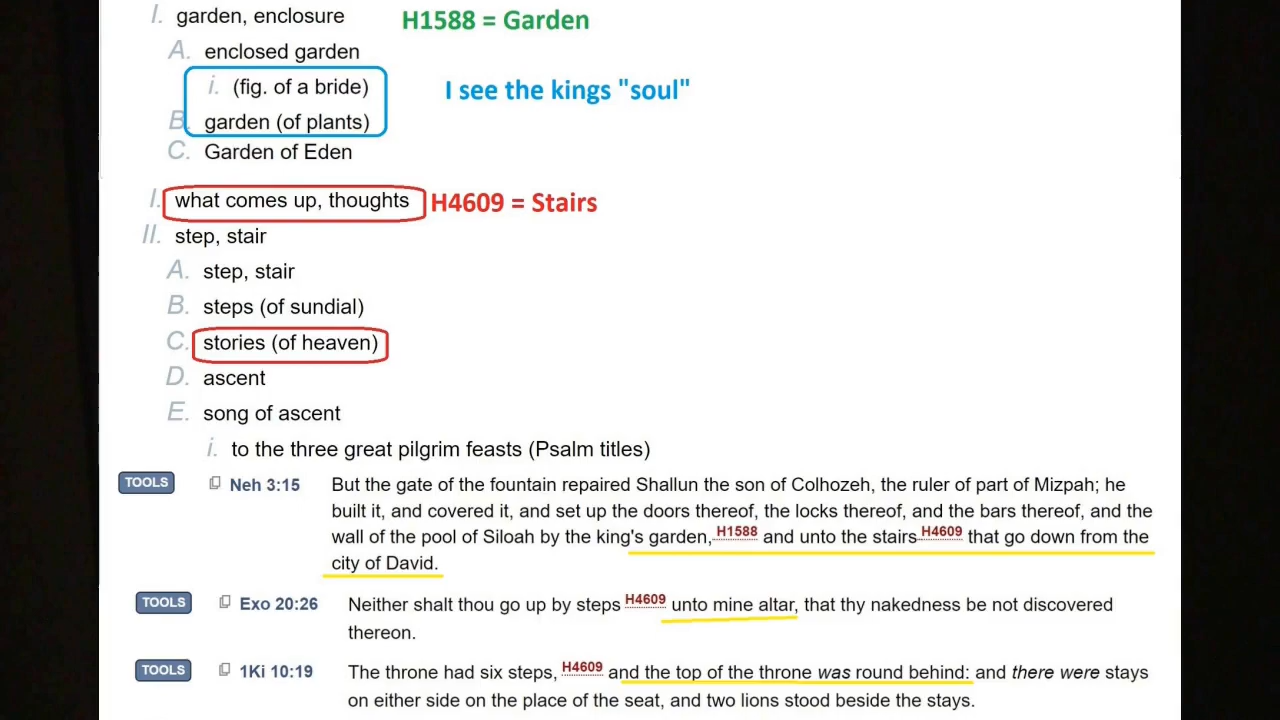 I. garden, enclosure H1588 = Garden
A. enclosed garden
i. (fig. of a bride) I see the kings "soul"
B. garden (of plants)
C. Garden of Eden
I. what comes up, thoughts H4609 = Stairs
II. step, stair
A. step, stair
B. steps (of sundial)
C. stories (of heaven)
D. ascent
E. song of ascent
i. to the three great pilgrim feasts (Psalm titles)
TOOLS Neh 3:15 But the gate of the fountain repaired Shallun the son of Colhozeh, the ruler of part of Mizpah; he
built it, and covered it, and set up the doors thereof, the locks thereof, and the bars thereof, and the
wall of the pool of Siloah by the king's garden, H1588 and unto the stairs H4609 that go down from the
city of David.
TOOLS Exo 20:26 Neither shalt thou go up by steps H4609 unto mine altar, that thy nakedness be not discovered
thereon.
TOOLS 1Ki 10:19 The throne had six steps, H4609 and the top of the throne was round behind: and there were stays
on either side on the place of the seat, and two lions stood beside the stays.